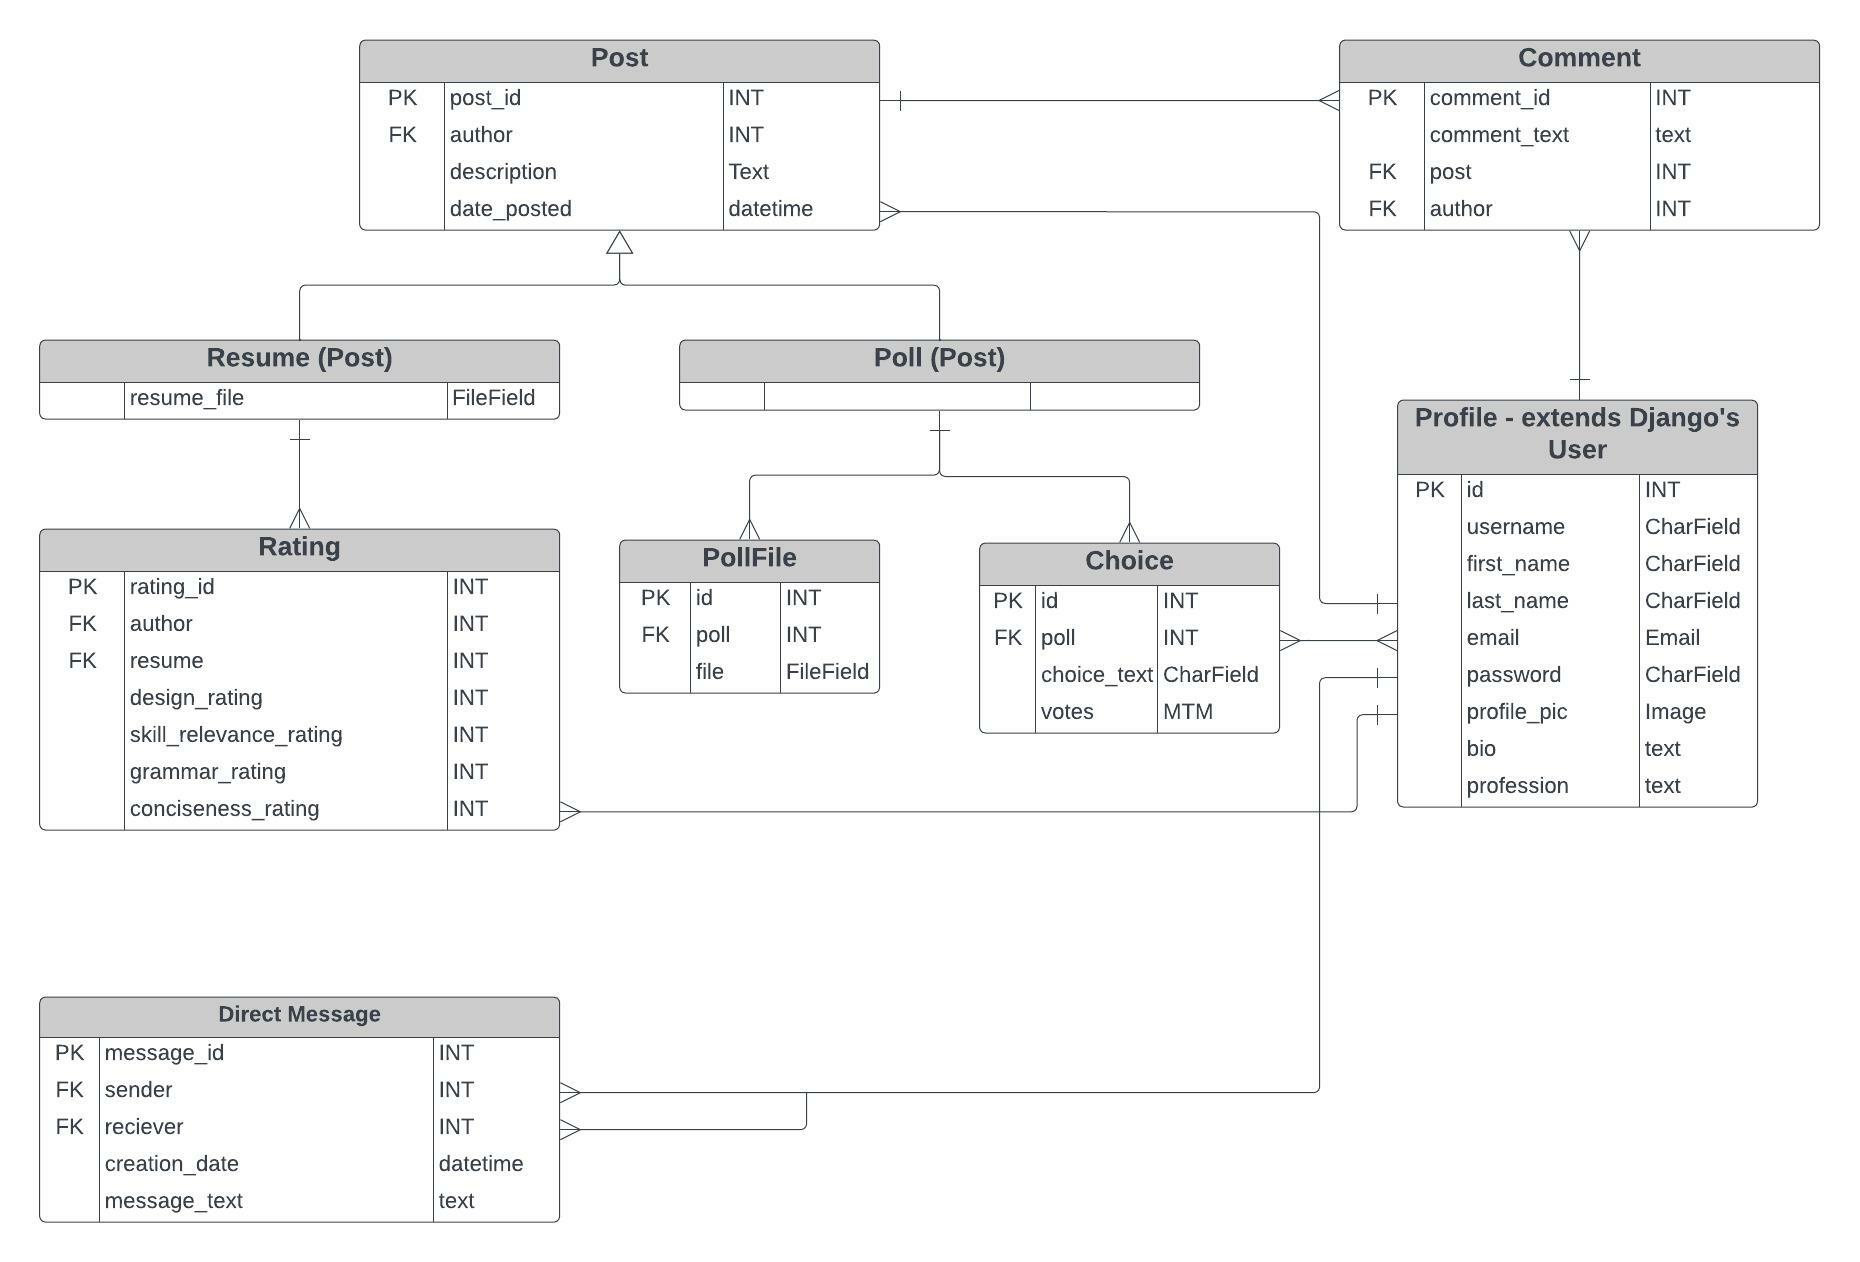 Post
PK post_id INT
FK author INT
description Text
date_posted datetime
Comment
PK comment_id INT
comment_text text
FK post INT
FK author INT
Resume (Post)
resume_file FileField
Poll (Post)
Profile - extends Django's
User
PK id INT
username CharField
first_name CharField
last_name CharField
email Email
password CharField
profile_pic Image
bio text
profession text
Rating
PK rating_id INT
FK author INT
FK resume INT
design_rating INT
skill_relevance_rating INT
grammar_rating INT
conciseness_rating INT
PollFile
PK id INT
FK poll INT
file FileField
Choice
PK id INT
FK poll INT
choice_text CharField
votes MTM
Direct Message
PK message_id INT
FK sender INT
FK reciever INT
creation_date datetime
message_text text